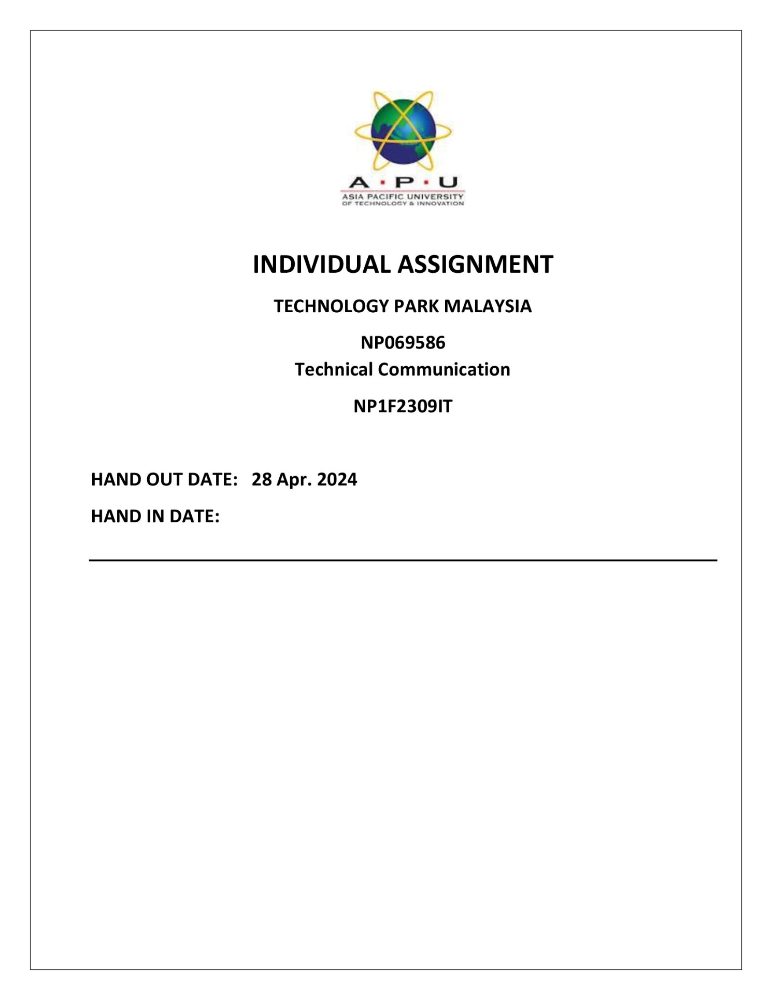 A · P · U
ASIA PACIFIC UNIVERSITY
OF TECHNOLOGY & INNOVATION
INDIVIDUAL ASSIGNMENT
TECHNOLOGY PARK MALAYSIA
NP069586
Technical Communication
NP1F2309IT
HAND OUT DATE: 28 Apr. 2024
HAND IN DATE: